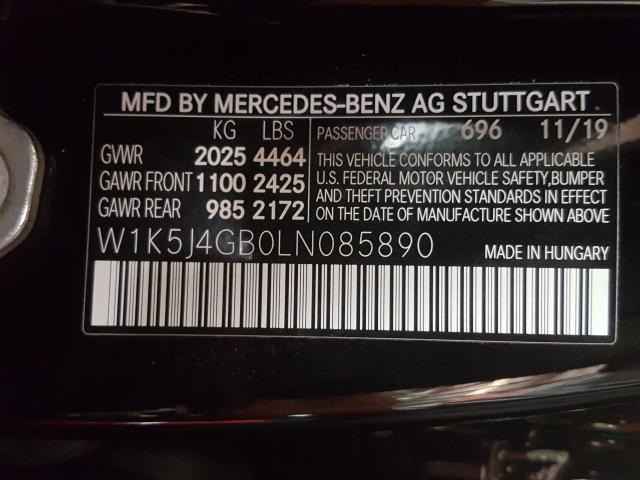 MFD BY MERCEDES-BENZ AG STUTTGART
KG LBS PASSENGER CAR 696 11/19
GVWR 2025 4464
GAWR FRONT 1100 2425
GAWR REAR 985 2172
THIS VEHICLE CONFORMS TO ALL APPLICABLE
U.S. FEDERAL MOTOR VEHICLE SAFETY,BUMPER
AND THEFT PREVENTION STANDARDS IN EFFECT
ON THE DATE OF MANUFACTURE SHOWN ABOVE
W1K5J4GB0LN085890 MADE IN HUNGARY